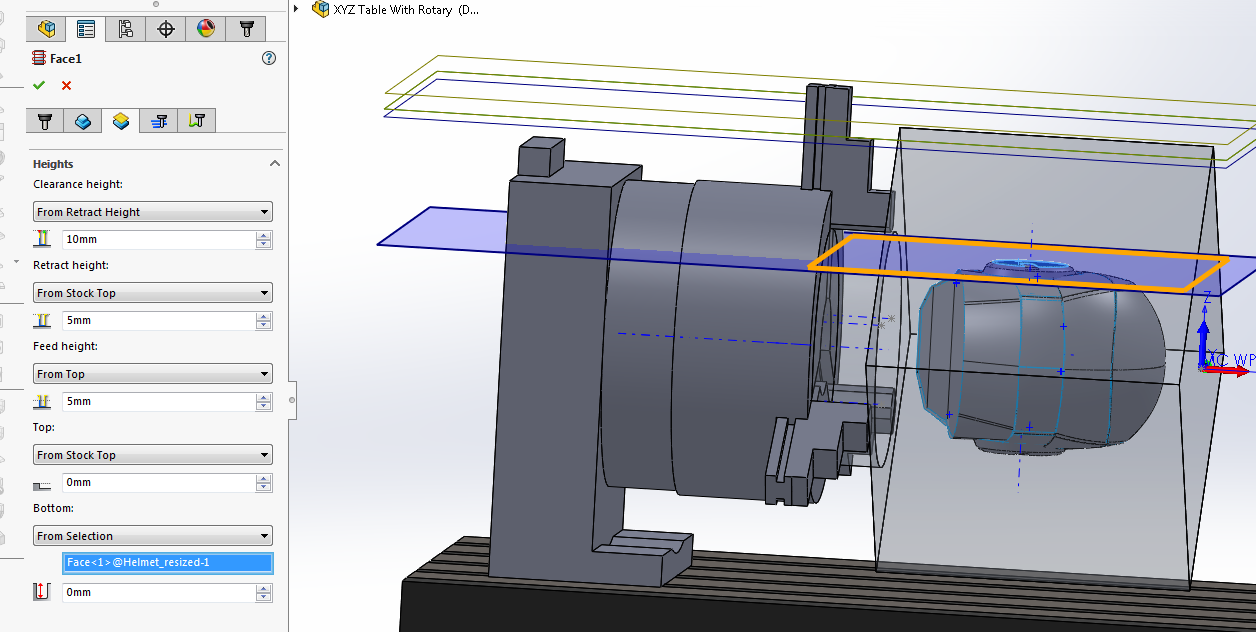 XYZ Table With Rotary  (D...
Face1
Heights
Clearance height:
From Retract Height
10mm
Retract height:
From Stock Top
5mm
Feed height:
From Top
5mm
Top:
From Stock Top
0mm
Bottom:
From Selection
Face<1>@Helmet_resized-1
0mm
Z
XC WP